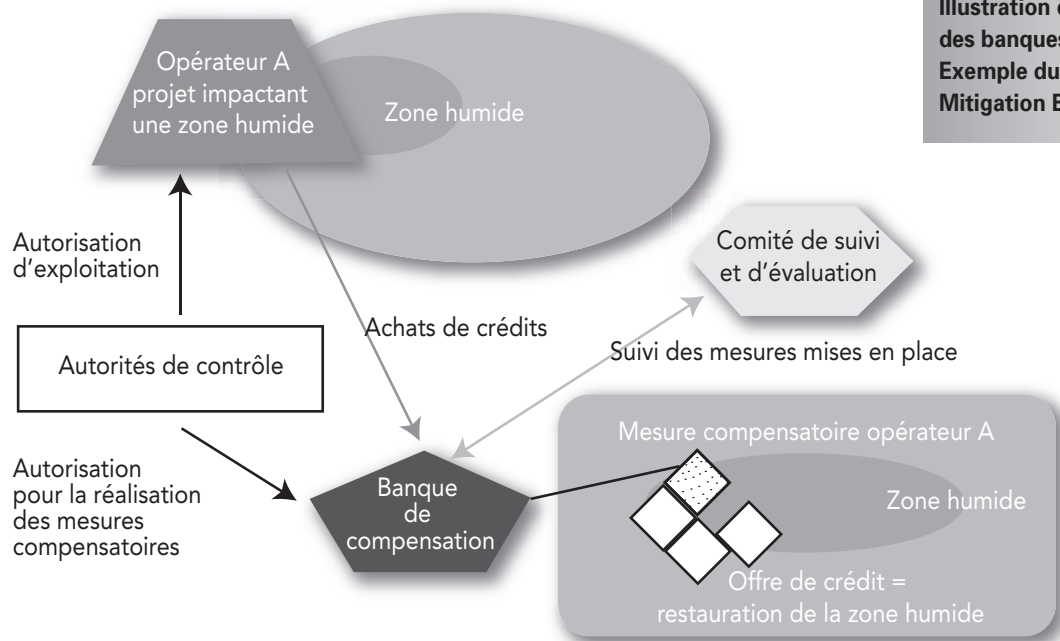 Illustration
des banques
Exemple du
Mitigation
Opérateur A
projet impactant
une zone humide
Zone humide
Autorisation
d'exploitation
Comité de suivi
et d'évaluation
Achats de crédits
Suivi des mesures mises en place
Autorités de contrôle
Mesure compensatoire opérateur A
Autorisation
pour la réalisation
des mesures
compensatoires
Banque
de
compensation
Zone humide
Offre de crédit =
restauration de la zone humide